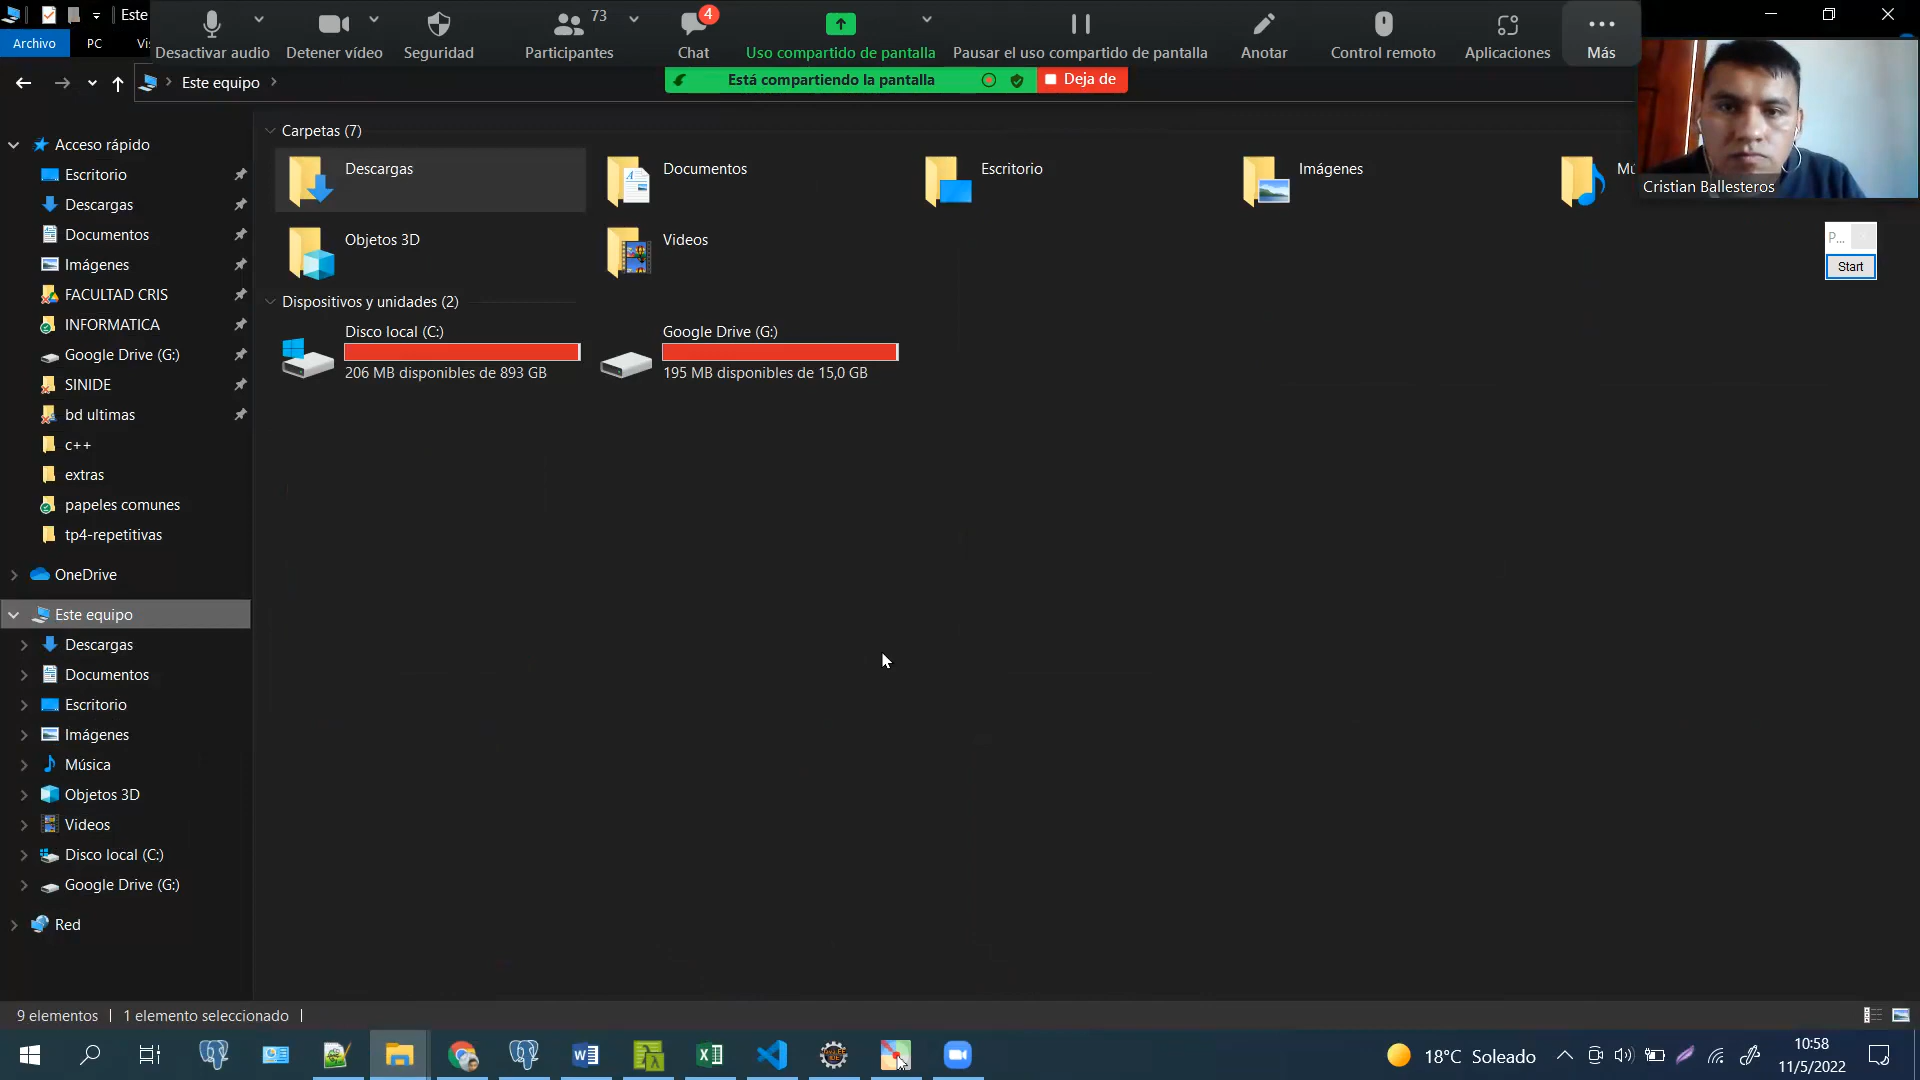 Este
Archivo
PC
Desactivar audio
Detener vídeo
Seguridad
73
Participantes
4
Chat
Uso compartido de pantalla
Pausar el uso compartido de pantalla
Anotar
Control remoto
Aplicaciones
Más
Está compartiendo la pantalla
Deja de
Este equipo
Cristian Ballesteros
P...
Start
Acceso rápido
Escritorio
Descargas
Documentos
Imágenes
FACULTAD CRIS
INFORMATICA
Google Drive (G:)
SINIDE
bd ultimas
c++
extras
papeles comunes
tp4-repetitivas
OneDrive
Este equipo
Descargas
Documentos
Escritorio
Imágenes
Música
Objetos 3D
Videos
Disco local (C:)
Google Drive (G:)
Red
Carpetas (7)
Descargas
Documentos
Escritorio
Imágenes
Objetos 3D
Videos
Dispositivos y unidades (2)
Disco local (C:)
206 MB disponibles de 893 GB
Google Drive (G:)
195 MB disponibles de 15,0 GB
9 elementos
1 elemento seleccionado
18°C Soleado
10:58
11/5/2022